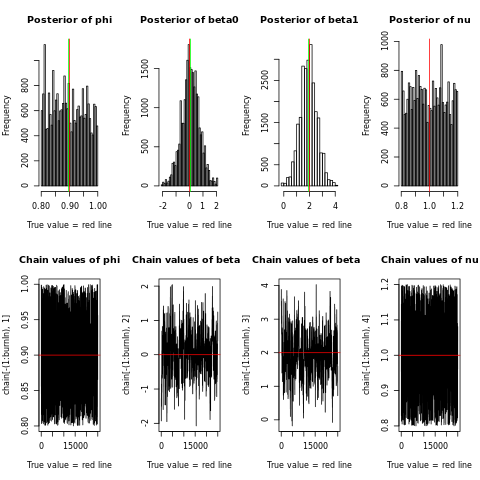 Posterior of phi
Posterior of beta0
Posterior of beta1
Posterior of nu
Frequency
0 200 400 600 800
0.80 0.90 1.00
True value = red line
Frequency
0 500 1000 1500
-2 0 1 2
True value = red line
Frequency
0 500 1500 2500
0 2 4
True value = red line
Frequency
0 200 400 600 800 1000
0.8 1.0 1.2
True value = red line
Chain values of phi
Chain values of beta
Chain values of beta
Chain values of nu
chain[-(1:burnIn), 1]
0.80 0.85 0.90 0.95 1.00
0 15000
True value = red line
chain[-(1:burnIn), 2]
-2 -1 0 1 2
0 15000
True value = red line
chain[-(1:burnIn), 3]
0 1 2 3 4
0 15000
True value = red line
chain[-(1:burnIn), 4]
0.8 0.9 1.0 1.1 1.2
0 15000
True value = red line